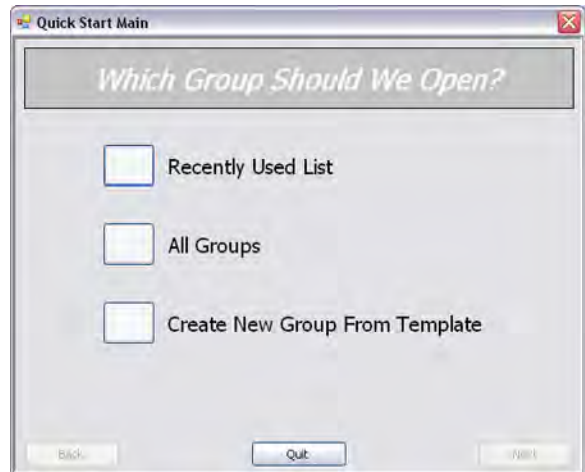 Quick Start Main
Which Group Should We Open?
Recently Used List
All Groups
Create New Group From Template
Back
Quit
Next